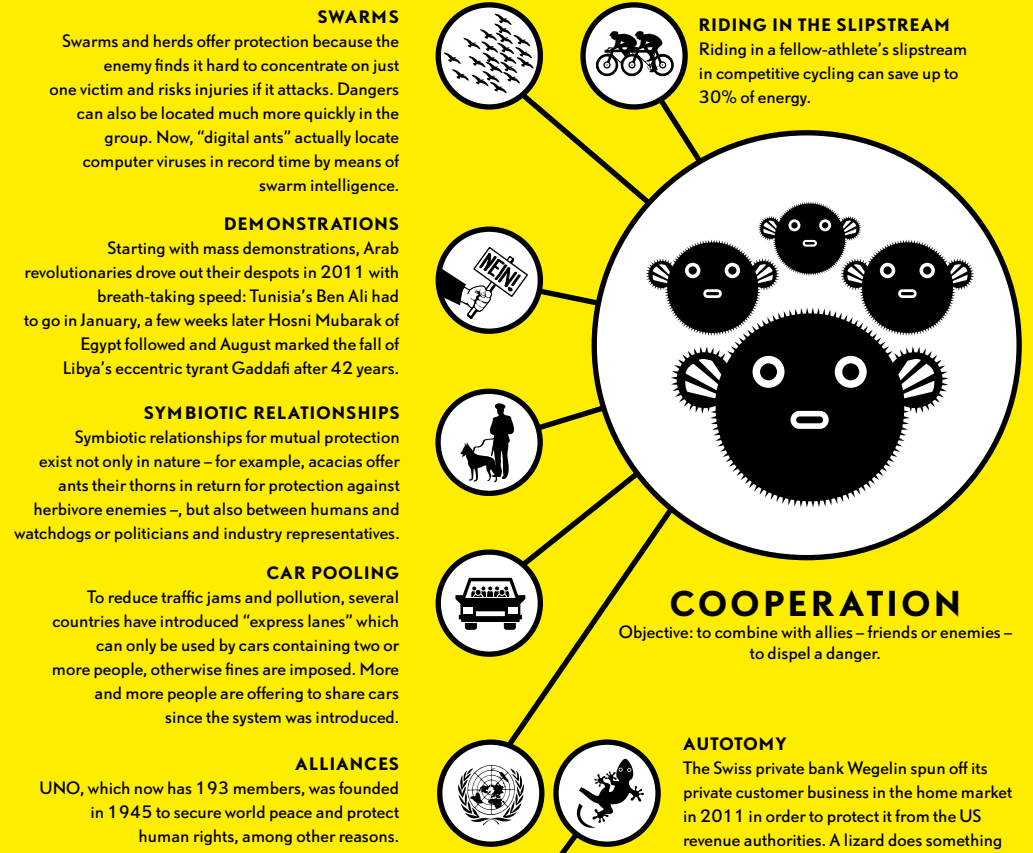 SWARMS
Swarms and herds offer protection because the
enemy finds it hard to concentrate on just
one victim and risks injuries if it attacks. Dangers
can also be located much more quickly in the
group. Now, “digital ants” actually locate
computer viruses in record time by means of
swarm intelligence.
RIDING IN THE SLIPSTREAM
Riding in a fellow-athlete’s slipstream
in competitive cycling can save up to
30% of energy.
DEMONSTRATIONS
Starting with mass demonstrations, Arab
revolutionaries drove out their despots in 2011 with
breath-taking speed: Tunisia’s Ben Ali had
to go in January, a few weeks later Hosni Mubarak of
Egypt followed and August marked the fall of
Libya’s eccentric tyrant Gaddafi after 42 years.
NEIN!
SYMBIOTIC RELATIONSHIPS
Symbiotic relationships for mutual protection
exist not only in nature – for example, acacias offer
ants their thorns in return for protection against
herbivore enemies –, but also between humans and
watchdogs or politicians and industry representatives.
CAR POOLING
To reduce traffic jams and pollution, several
countries have introduced “express lanes” which
can only be used by cars containing two or
more people, otherwise fines are imposed. More
and more people are offering to share cars
since the system was introduced.
COOPERATION
Objective: to combine with allies – friends or enemies –
to dispel a danger.
ALLIANCES
UNO, which now has 193 members, was founded
in 1945 to secure world peace and protect
human rights, among other reasons.
AUTOTOMY
The Swiss private bank Wegelin spun off its
private customer business in the home market
in 2011 in order to protect it from the US
revenue authorities. A lizard does something